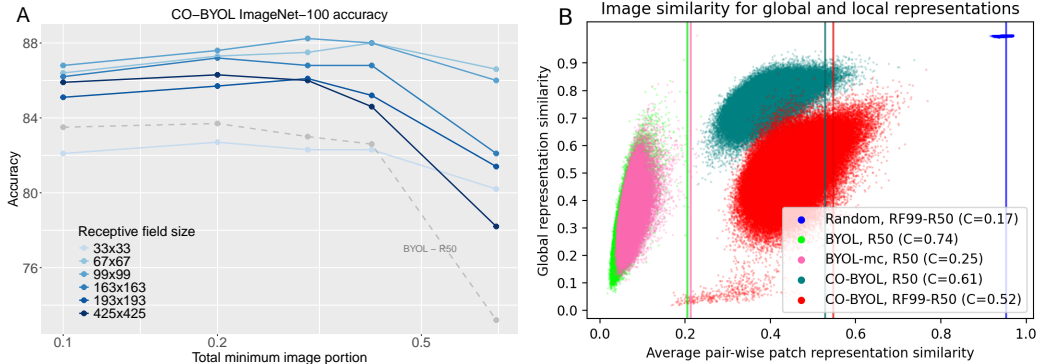 A
CO−BYOL ImageNet−100 accuracy
88
84
80
76
Accuracy
BYOL − R50
Receptive field size
33x33
67x67
99x99
163x163
193x193
425x425
0.1
0.2
0.5
Total minimum image portion
B
Image similarity for global and local representations
0.9
0.8
0.7
0.6
0.5
0.4
0.3
0.2
0.1
0.0
Global representation similarity
Random, RF99-R50 (C=0.17)
BYOL, R50 (C=0.74)
BYOL-mc, R50 (C=0.25)
CO-BYOL, R50 (C=0.61)
CO-BYOL, RF99-R50 (C=0.52)
0.0
0.2
0.4
0.6
0.8
1.0
Average pair-wise patch representation similarity